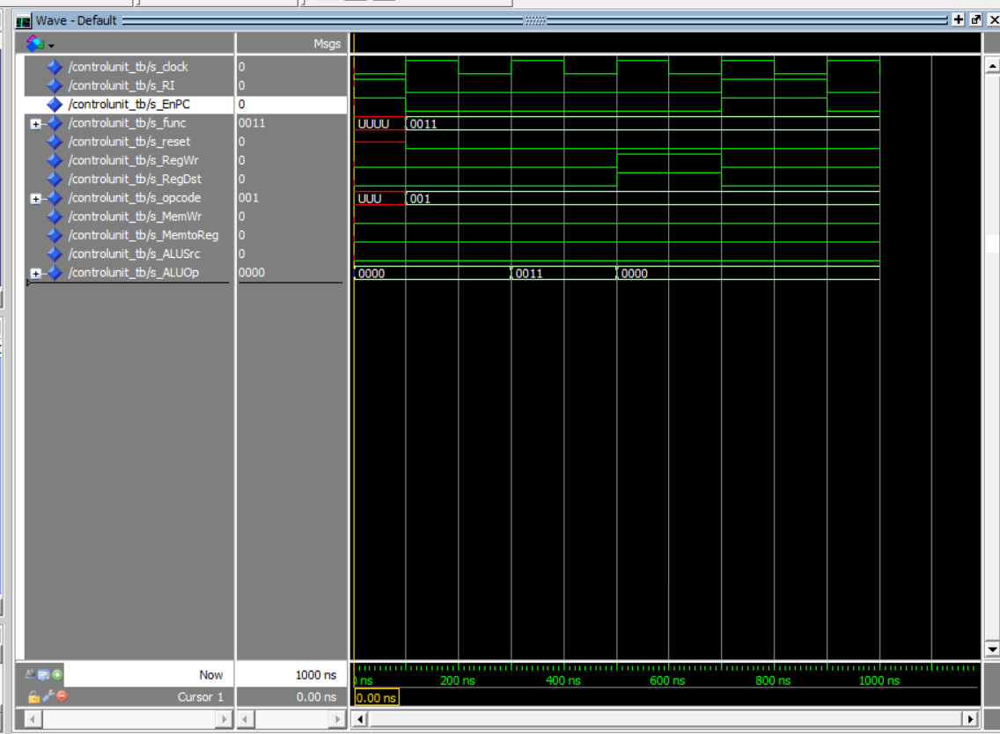 Wave - Default
Msgs
/controlunit_tb/s_clock 0
/controlunit_tb/s_RI 0
/controlunit_tb/s_EnPC 0
/controlunit_tb/s_func 0011 UUUU 0011
/controlunit_tb/s_reset 0
/controlunit_tb/s_RegWr 0
/controlunit_tb/s_RegDst 0
/controlunit_tb/s_opcode 001 UUU 001
/controlunit_tb/s_MemWr 0
/controlunit_tb/s_MemtoReg 0
/controlunit_tb/s_ALUSrc 0
/controlunit_tb/s_ALUOp 0000 0000 0011 0000
Now 1000 ns ns 200 ns 400 ns 600 ns 800 ns 1000 ns
Cursor 1 0.00 ns 0.00 ns